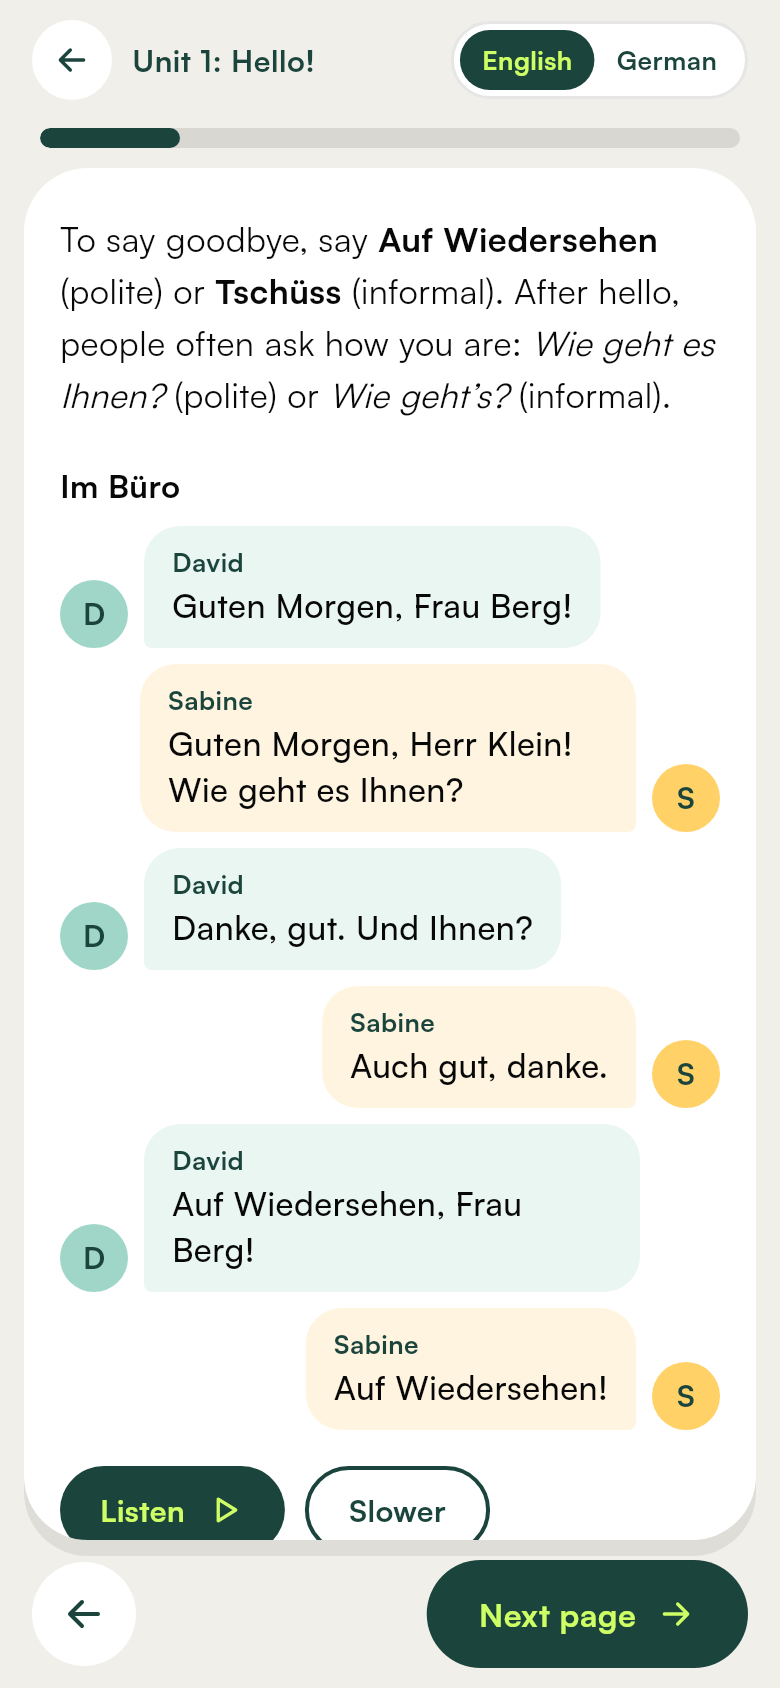 Unit 1: Hello!
English
German
To say goodbye, say Auf Wiedersehen
(polite) or Tschüss (informal). After hello,
people often ask how you are: Wie geht es
Ihnen? (polite) or Wie geht’s? (informal).
Im Büro
David
D
Guten Morgen, Frau Berg!
Sabine
Guten Morgen, Herr Klein!
Wie geht es Ihnen?
S
David
D
Danke, gut. Und Ihnen?
Sabine
Auch gut, danke.
S
David
Auf Wiedersehen, Frau
Berg!
D
Sabine
Auf Wiedersehen!
S
Listen
Slower
Next page